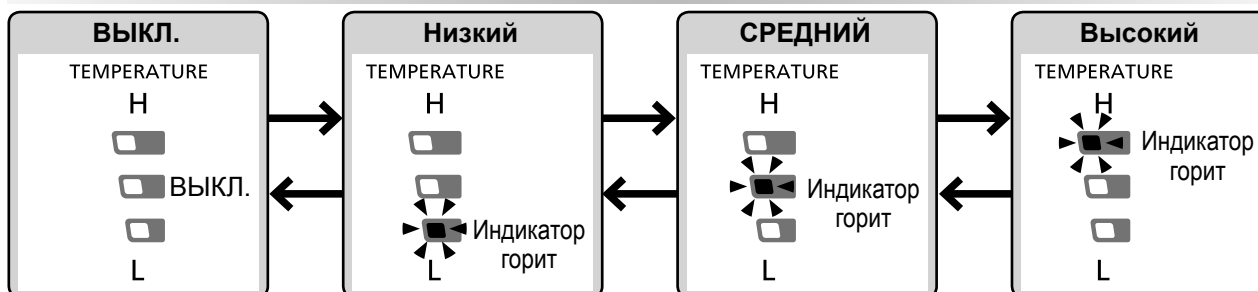 ВЫКЛ.
TEMPERATURE
H
ВЫКЛ.
L
Низкий
TEMPERATURE
H
Индикатор
горит
L
СРЕДНИЙ
TEMPERATURE
H
Индикатор
горит
L
Высокий
TEMPERATURE
H
Индикатор
горит
L